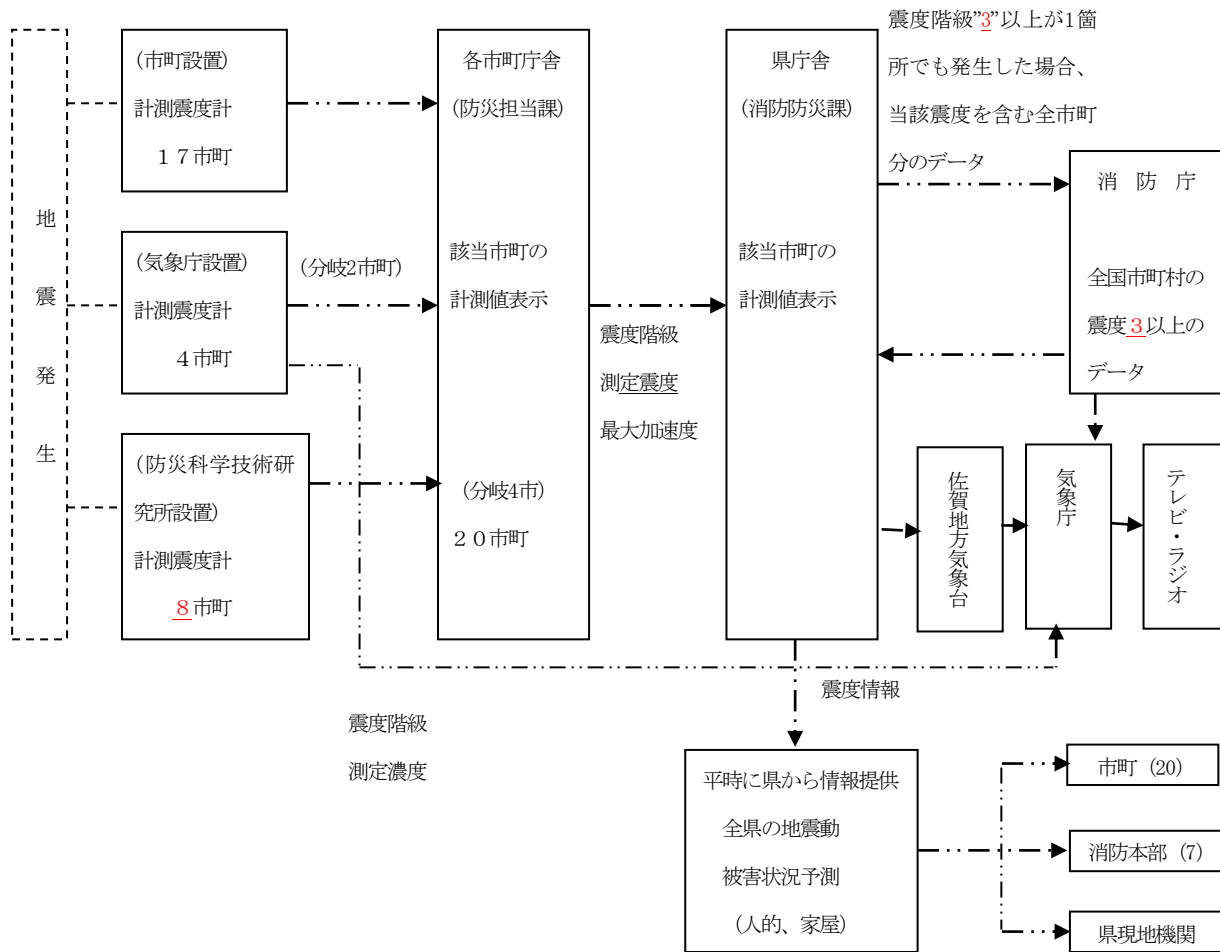 地震発生
(市町設置)
計測震度計
１７市町
(気象庁設置)
計測震度計
４市町
(防災科学技術研
究所設置)
計測震度計
８市町
(分岐2市町)
各市町庁舎
(防災担当課)
該当市町の
計測値表示
(分岐4市)
２０市町
震度階級
測定震度
最大加速度
県庁舎
(消防防災課)
該当市町の
計測値表示
震度階級”3”以上が1箇
所でも発生した場合、
当該震度を含む全市町
分のデータ
消 防 庁
全国市町村の
震度３以上の
データ
佐賀地方気象台
気象庁
テレビ・ラジオ
震度情報
震度階級
測定濃度
平時に県から情報提供
全県の地震動
被害状況予測
(人的、家屋)
市町 (20)
消防本部 (7)
県現地機関